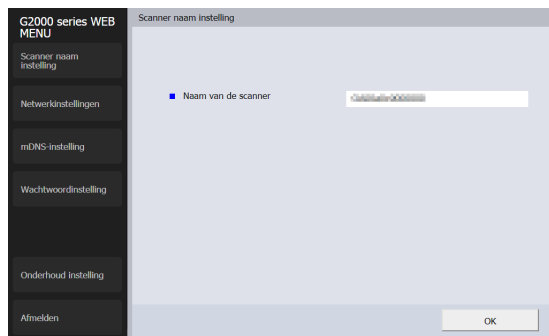 G2000 series WEB
MENU
Scanner naam instelling
Scanner naam
instelling
Netwerkinstellingen
mDNS-instelling
Wachtwoordinstelling
Onderhoud instelling
Afmelden
Naam van de scanner
OK